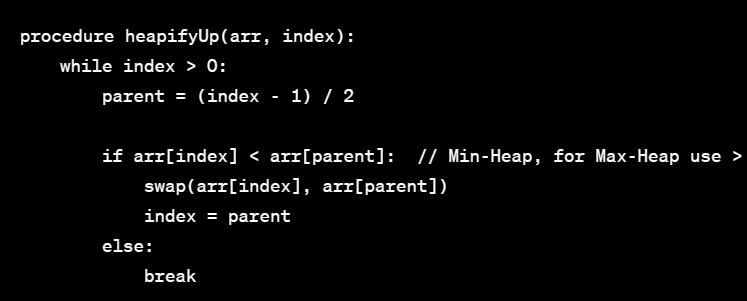 procedure heapifyUp(arr, index):
    while index > 0:
        parent = (index - 1) / 2
        if arr[index] < arr[parent]:  // Min-Heap, for Max-Heap use >
            swap(arr[index], arr[parent])
            index = parent
        else:
            break